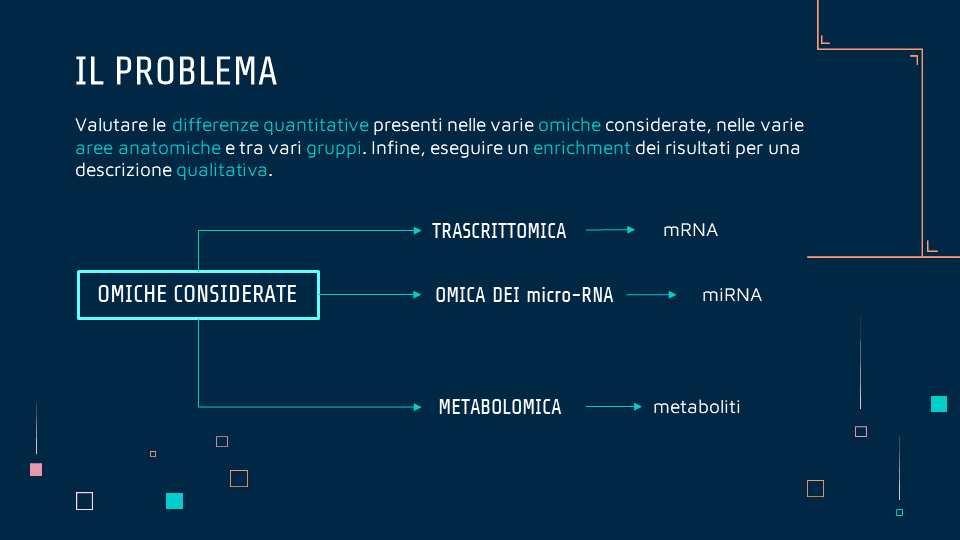 IL PROBLEMA
Valutare le differenze quantitative presenti nelle varie omiche considerate, nelle varie
aree anatomiche e tra vari gruppi. Infine, eseguire un enrichment dei risultati per una
descrizione qualitativa.
TRASCRITTOMICA mRNA
OMICHE CONSIDERATE OMICA DEI micro-RNA miRNA
METABOLOMICA metaboliti